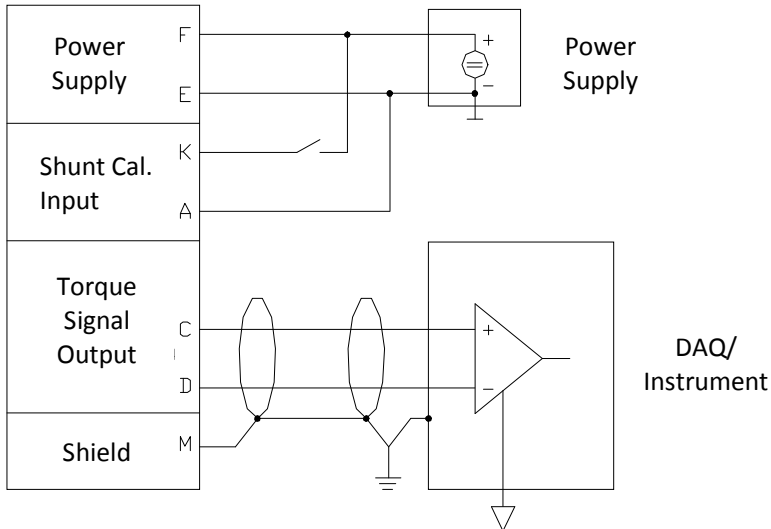 Power
Supply
F
E
+
−
Power
Supply
Shunt Cal.
Input
K
A
Torque
Signal
Output
C
D
+
−
DAQ/
Instrument
Shield
M